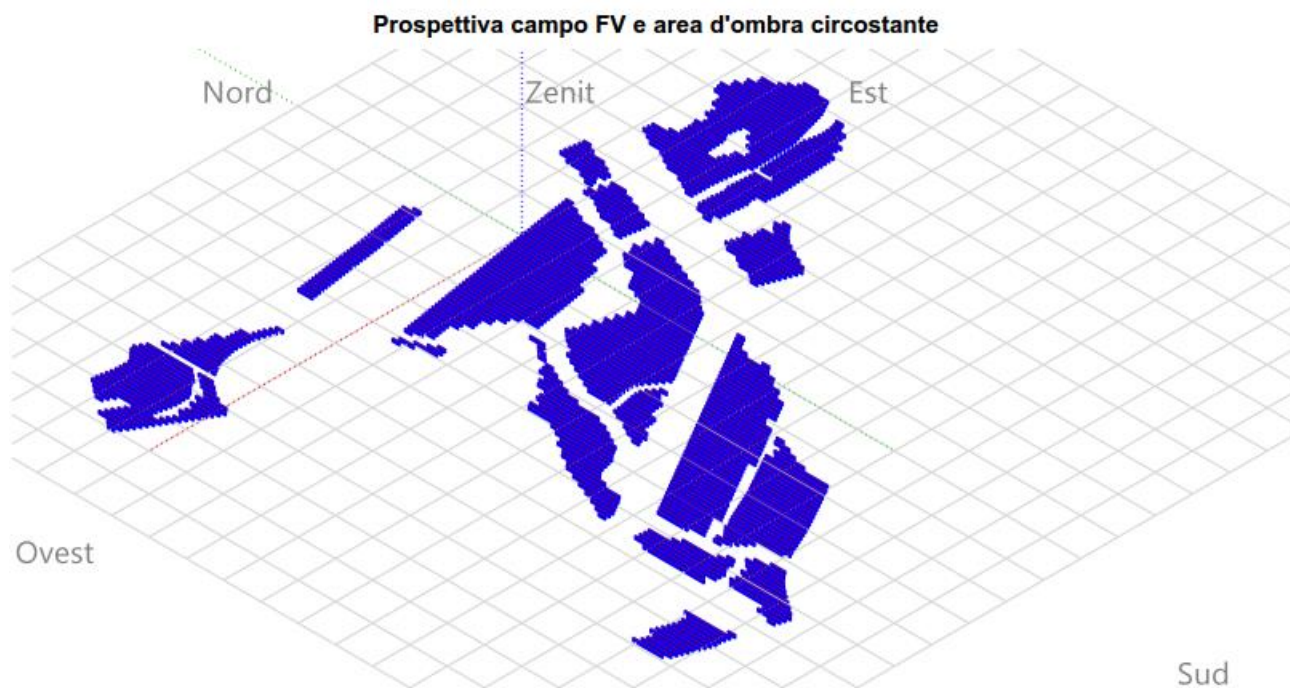 Prospettiva campo FV e area d'ombra circostante
Nord
Zenit
Est
Ovest
Sud